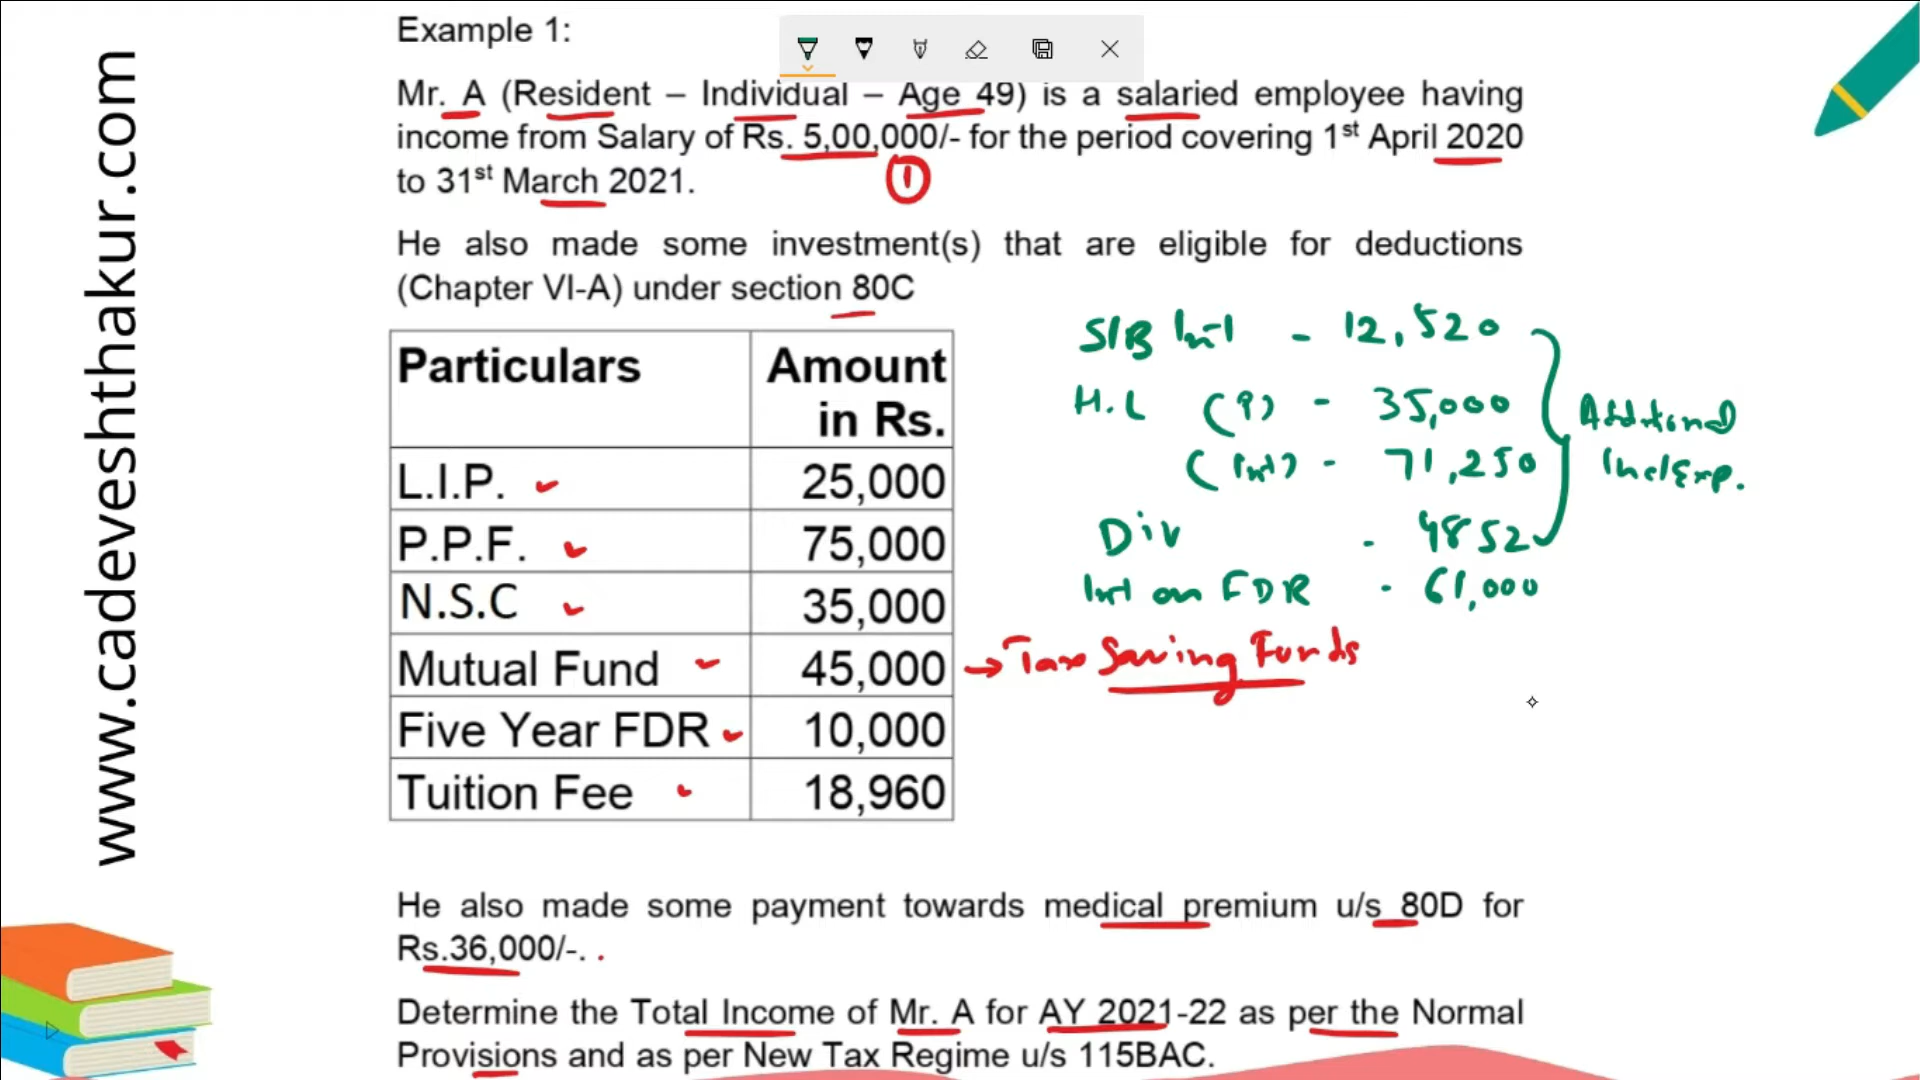 www.cadeveshthakur.com
Example 1:
Mr. A (Resident – Individual – Age 49) is a salaried employee having
income from Salary of Rs. 5,00,000/- for the period covering 1st April 2020
to 31st March 2021.
1
He also made some investment(s) that are eligible for deductions
(Chapter VI-A) under section 80C
Particulars Amount in Rs.
L.I.P. 25,000
P.P.F. 75,000
N.S.C 35,000
Mutual Fund 45,000
Five Year FDR 10,000
Tuition Fee 18,960
S/B Int - 12,520
H.L (P) - 35,000
(Int) - 71,250
Div - 4852
Int on FDR - 61,000
Additional
Inc/Exp.
→ Tax Saving Funds
He also made some payment towards medical premium u/s 80D for
Rs.36,000/-.
Determine the Total Income of Mr. A for AY 2021-22 as per the Normal
Provisions and as per New Tax Regime u/s 115BAC.